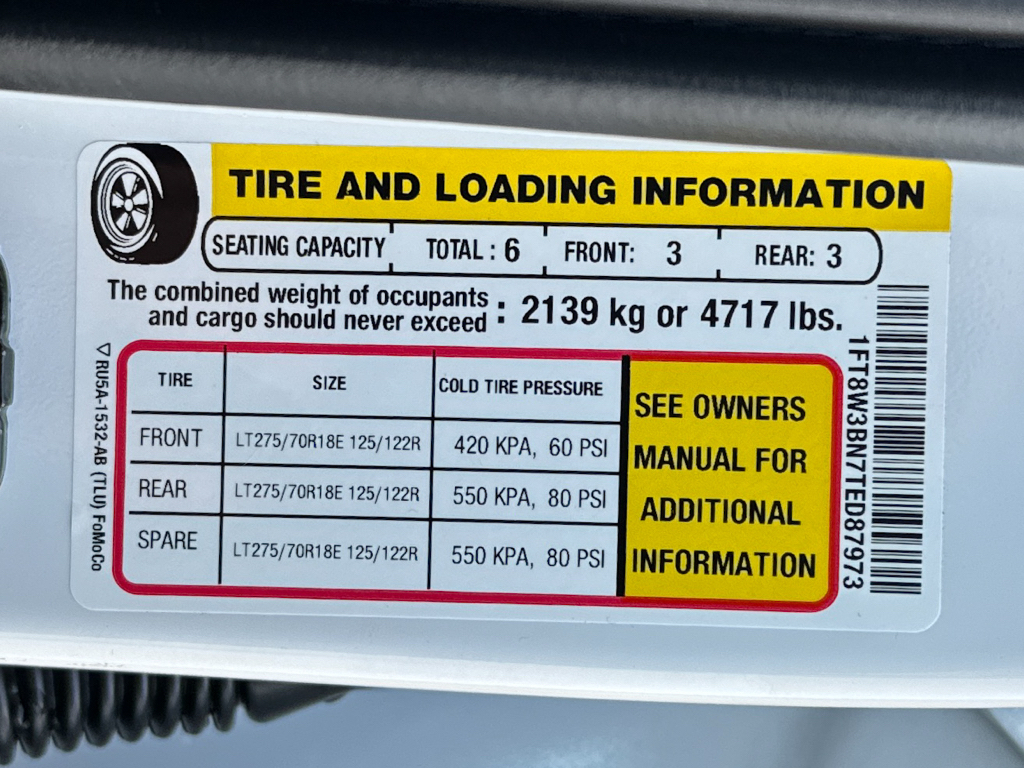 TIRE AND LOADING INFORMATION
SEATING CAPACITY TOTAL : 6 FRONT: 3 REAR: 3
The combined weight of occupants
and cargo should never exceed : 2139 kg or 4717 lbs.
TIRE SIZE COLD TIRE PRESSURE
FRONT LT275/70R18E 125/122R 420 KPA, 60 PSI
REAR LT275/70R18E 125/122R 550 KPA, 80 PSI
SPARE LT275/70R18E 125/122R 550 KPA, 80 PSI
SEE OWNERS
MANUAL FOR
ADDITIONAL
INFORMATION
1FT8W3BN7TED87973
▽RU5A-1532-AB (TLU) FoMoCo